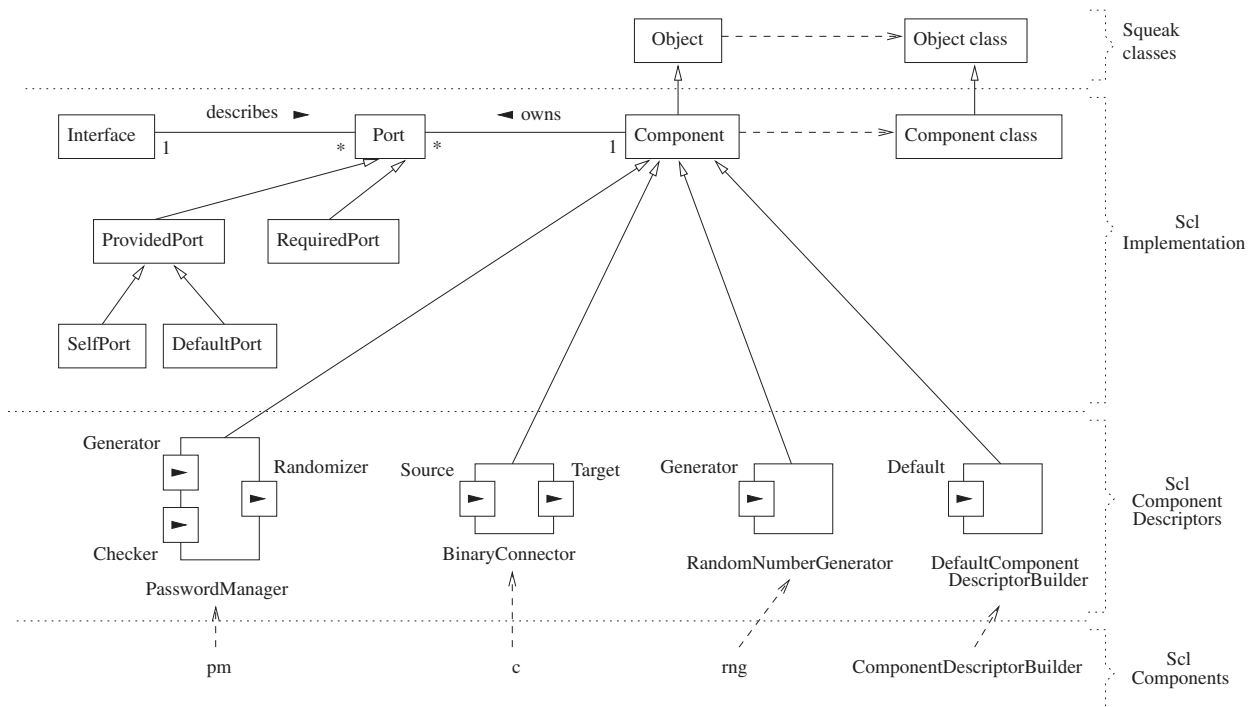 Object
Object class
Squeak
classes
describes
owns
Interface
Port
Component
Component class
1
*
*
1
ProvidedPort
RequiredPort
Scl
Implementation
SelfPort
DefaultPort
Generator
Randomizer
Checker
PasswordManager
Source
Target
BinaryConnector
Generator
RandomNumberGenerator
Default
DefaultComponent
DescriptorBuilder
Scl
Component
Descriptors
pm
c
rng
ComponentDescriptorBuilder
Scl
Components